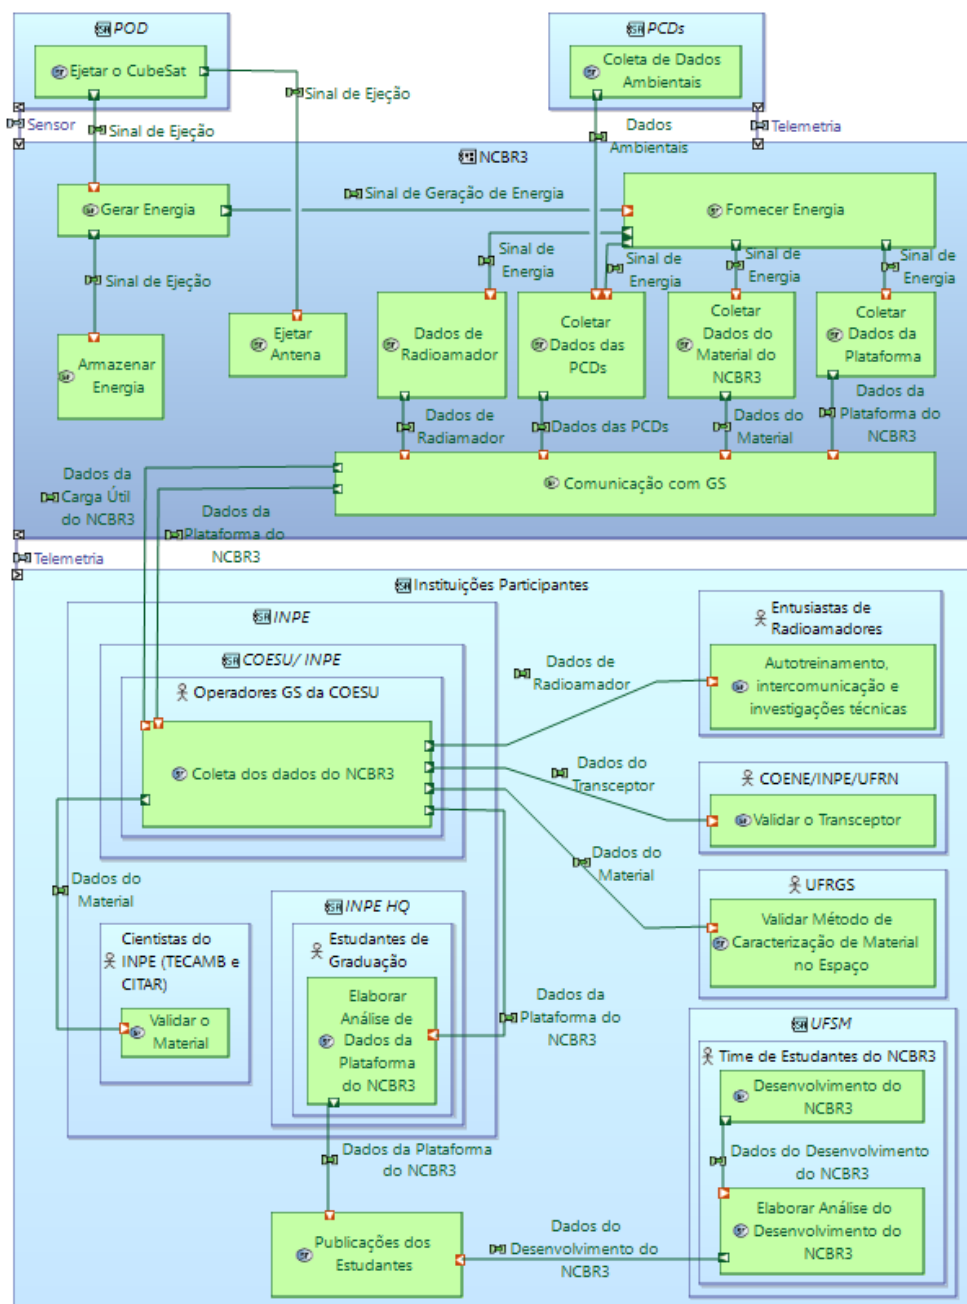 POD
Ejetar o CubeSat
Sinal de Ejeção
Sensor
Sinal de Ejeção
PCDs
Coleta de Dados
Ambientais
Dados
Ambientais
Telemetria
NCBR3
Gerar Energia
Sinal de Geração de Energia
Fornecer Energia
Sinal de Ejeção
Sinal de
Energia
Sinal de
Energia
Sinal de
Energia
Sinal de
Energia
Armazenar
Energia
Ejetar
Antena
Dados de
Radioamador
Coletar
Dados das
PCDs
Coletar
Dados do
Material do
NCBR3
Coletar
Dados da
Plataforma
Dados de
Radiamador
Dados das PCDs
Dados do
Material
Dados da
Plataforma do
NCBR3
Comunicação com GS
Dados da
Carga Útil
do NCBR3
Dados da
Plataforma do
NCBR3
Telemetria
Instituições Participantes
INPE
COESU/ INPE
Operadores GS da COESU
Coleta dos dados do NCBR3
Dados de
Radioamador
Entusiastas de
Radioamadores
Autotreinamento,
intercomunicação e
investigações técnicas
Dados do
Transceptor
COENE/INPE/UFRN
Validar o Transceptor
Dados do
Material
UFRGS
Validar Método de
Caracterização de Material
no Espaço
Dados do
Material
Cientistas do
INPE (TECAMB e
CITAR)
Validar o
Material
INPE HQ
Estudantes de
Graduação
Elaborar
Análise de
Dados da
Plataforma
do NCBR3
Dados da
Plataforma do
NCBR3
UFSM
Time de Estudantes do NCBR3
Desenvolvimento do
NCBR3
Dados do Desenvolvimento
do NCBR3
Elaborar Análise do
Desenvolvimento do
NCBR3
Dados da Plataforma
do NCBR3
Publicações dos
Estudantes
Dados do
Desenvolvimento do
NCBR3